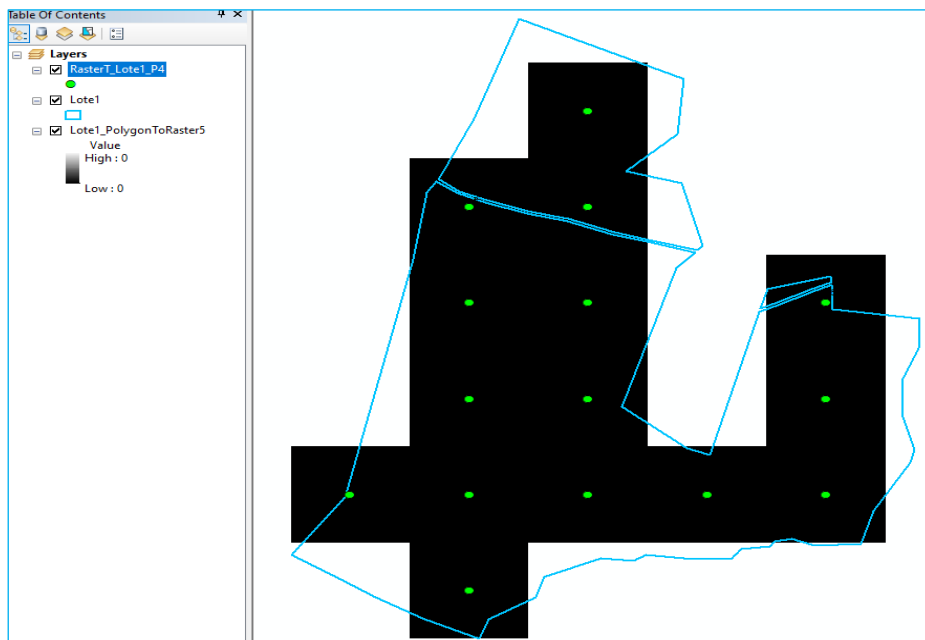 Table Of Contents
Layers
RasterT_Lote1_P4
Lote1
Lote1_PolygonToRaster5
Value
High : 0
Low : 0